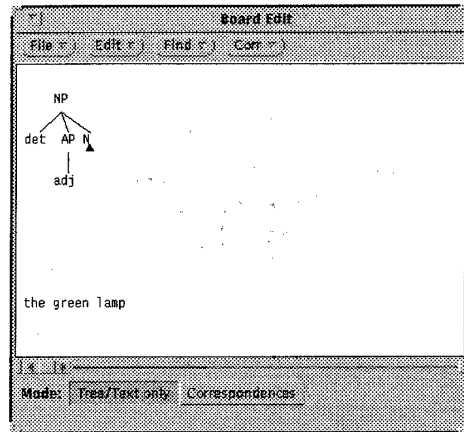 Board Edit
File Edit Find Corr
NP
det AP N
adj
the green lamp
Mode: Tree/Text only Correspondences